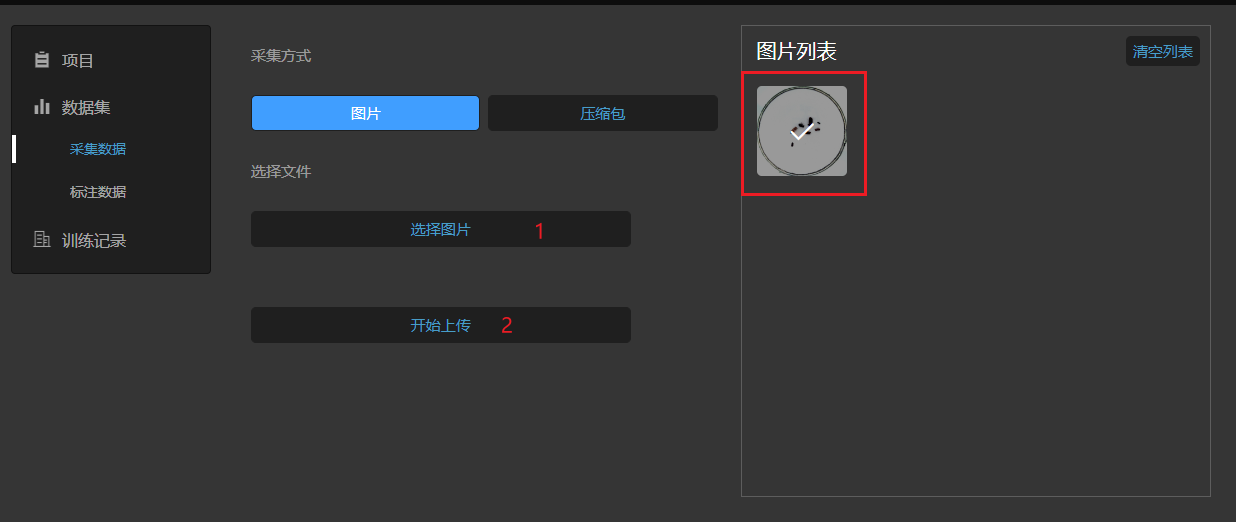 项目
数据集
采集数据
标注数据
训练记录
采集方式
图片
压缩包
选择文件
选择图片 1
开始上传 2
图片列表
清空列表